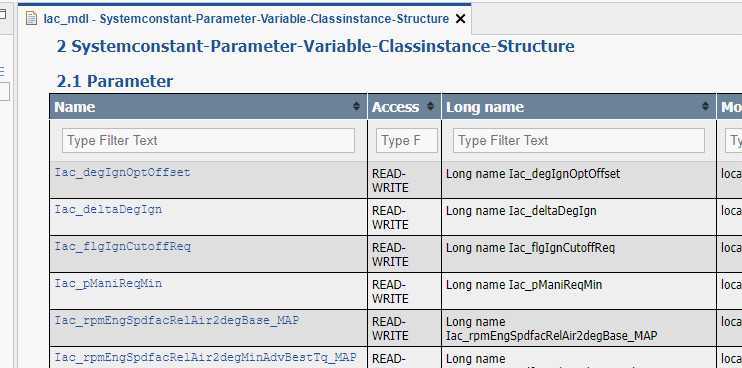 Iac_mdl - Systemconstant-Parameter-Variable-Classinstance-Structure
2 Systemconstant-Parameter-Variable-Classinstance-Structure
2.1 Parameter
Name Access Long name Mo
Type Filter Text Type F Type Filter Text Ty
Iac_degIgnOptOffset READ-WRITE Long name Iac_degIgnOptOffset loca
Iac_deltaDegIgn READ-WRITE Long name Iac_deltaDegIgn loca
Iac_flgIgnCutoffReq READ-WRITE Long name Iac_flgIgnCutoffReq loca
Iac_pManiReqMin READ-WRITE Long name Iac_pManiReqMin loca
Iac_rpmEngSpdfacRelAir2degBase_MAP READ-WRITE Long name Iac_rpmEngSpdfacRelAir2degBase_MAP loca
Iac_rpmEngSpdfacRelAir2degMinAdvBestTq_MAP READ- Long name loca